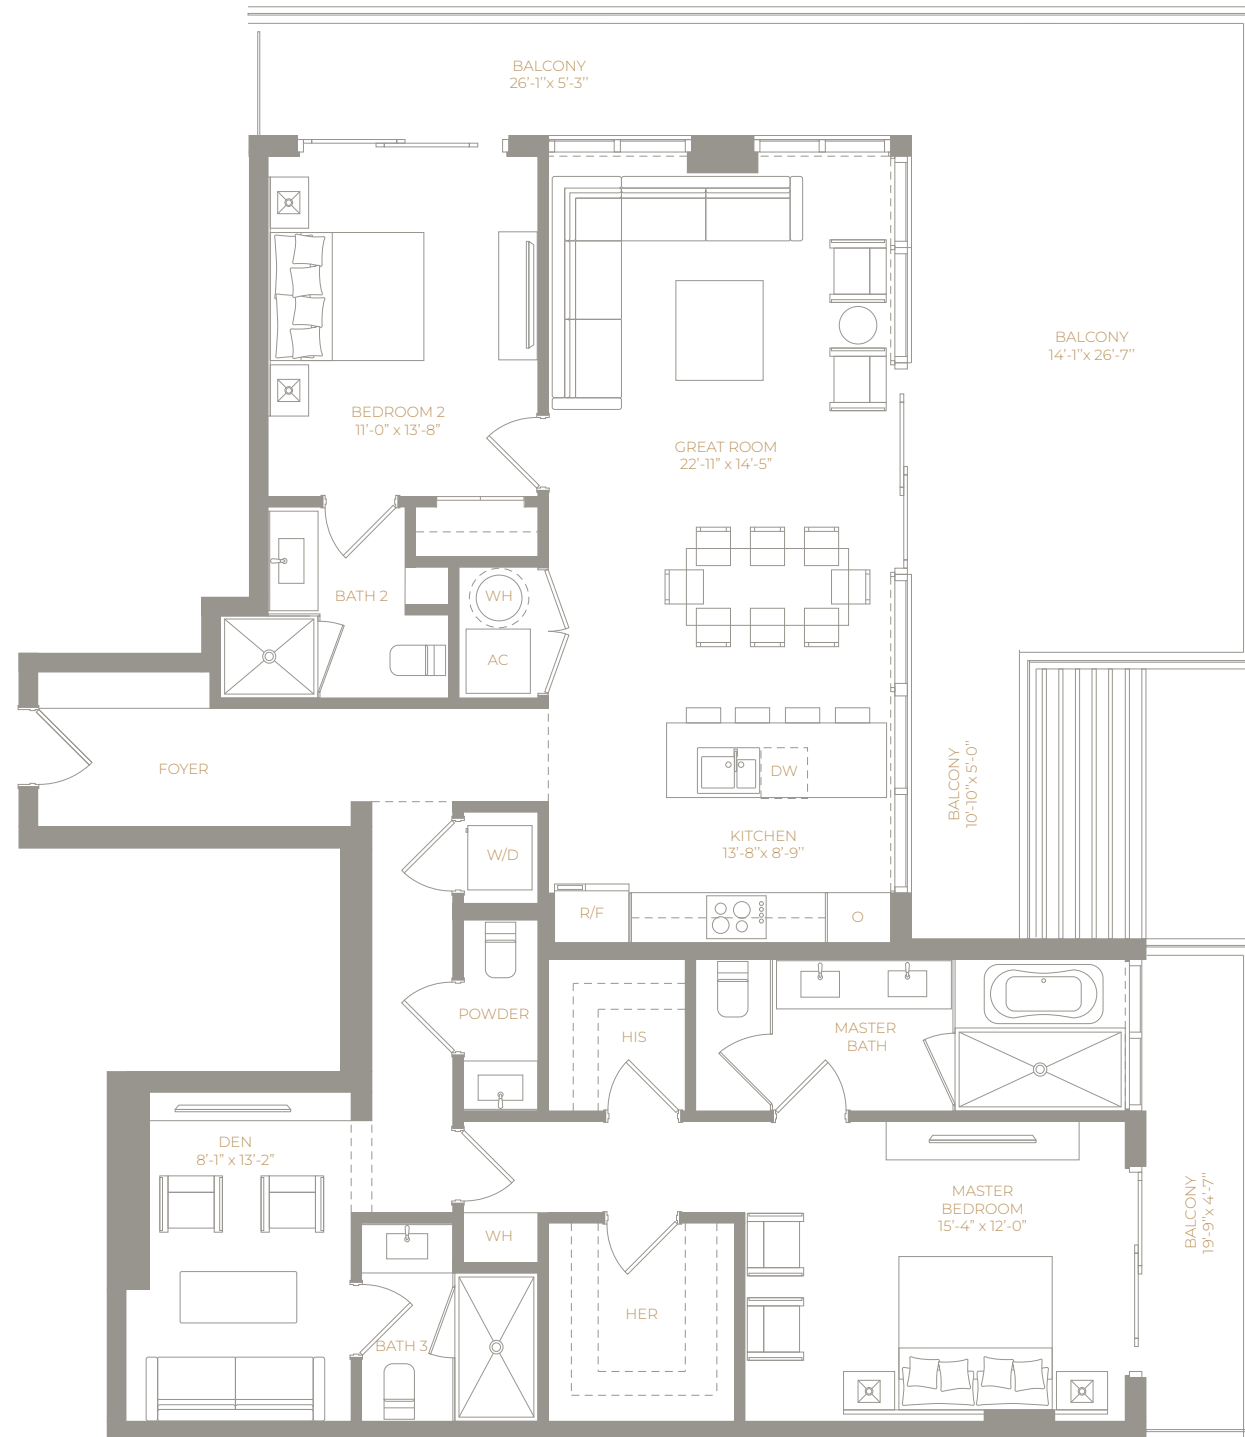 BALCONY
26'-1''x 5'-3''
BALCONY
14'-1''x 26'-7''
BEDROOM 2
11'-0" x 13'-8"
GREAT ROOM
22'-11" x 14'-5"
BATH 2
WH
AC
FOYER
DW
BALCONY
10'-10''x 5'-0''
KITCHEN
13'-8''x 8'-9''
W/D
R/F
O
POWDER
HIS
MASTER
BATH
DEN
8'-1" x 13'-2"
MASTER
BEDROOM
15'-4" x 12'-0"
BALCONY
19'-9''x 4'-7''
WH
HER
BATH 3